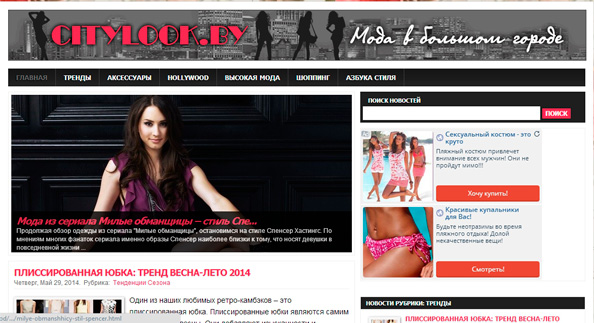 CITYLOOK.BY
Мода в большом городе
ГЛАВНАЯ ТРЕНДЫ АКСЕССУАРЫ HOLLYWOOD ВЫСОКАЯ МОДА ШОППИНГ АЗБУКА СТИЛЯ
Мода из сериала Милые обманщицы – стиль Спе...
Продолжая обзор одежды из сериала "Милые обманщицы", остановимся на стиле Спенсер Хастингс. По
мнениям многих фанаток сериала именно образы Спенсер наиболее близки к тому, что носят девушки в
повседневной жизни ...
ПЛИССИРОВАННАЯ ЮБКА: ТРЕНД ВЕСНА-ЛЕТО 2014
Четверг, Май 29, 2014. Рубрика: Тенденции Сезона
Один из наших любимых ретро-камбэков – это
плиссированная юбка. Плиссированные юбки являются самим
od/.../milye-obmanshhicy-stil-spencer.html
ПОИСК НОВОСТЕЙ
ПОИСК
Сексуальный костюм - это
круто
Пляжный костюм привлечет
внимание всех мужчин! Они не
пройдут мимо!!!
Хочу купить!
Красивые купальники
для Вас!
Будьте неотразимы во время
пляжного отдыха! Долой
некачественные вещи!
Смотреть!
НОВОСТИ РУБРИКИ: ТРЕНДЫ
ПЛИССИРОВАННАЯ ЮБКА: ТРЕНД ВЕСНА-ЛЕТО